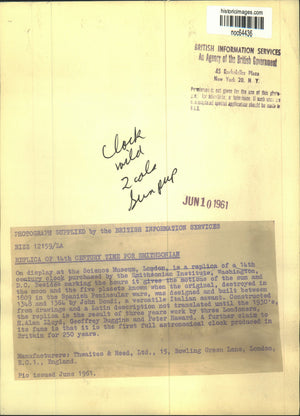 historicimages.com
noc64436
BRITISH INFORMATION SERVICES
An Agency of the British Government
45 Rockefeller Plaza
New York 20, N. Y.
Clock
wild
2 cols
Sunpup
JUN 10 1961
PHOTOGRAPH SUPPLIED by the BRITISH INFORMATION SERVICES
BIZZ 12159/LA
REPLICA OF 14th CENTURY TIME FOR SMITHSONIAN
On display at the Science Museum, London, is a replica of a 14th
century clock purchased by the Smithsonian Institute, Washington,
D.C. Besides marking the hours it gives the motions of the sun and
the moon and the five planets known when the original, destroyed in
1809 in the Spanish Peninsular wars, was designed and built between
1348 and 1364 by John Dondi, a versatile Italian savant. Constructed
from drawings and a Latin description not translated until the 1930's,
the replica is the result of three years work by three Londoners,
H.Alan Lloyd, Geoffrey Buggins and Peter Haward. A further claim to
its fame is that it is the first full astronomical clock produced in
Britain for 250 years.
Manufacturers: Thwaites & Reed, Ltd., 15, Bowling Green Lane, London,
E.C.1., England.
Pic issued June 1961.